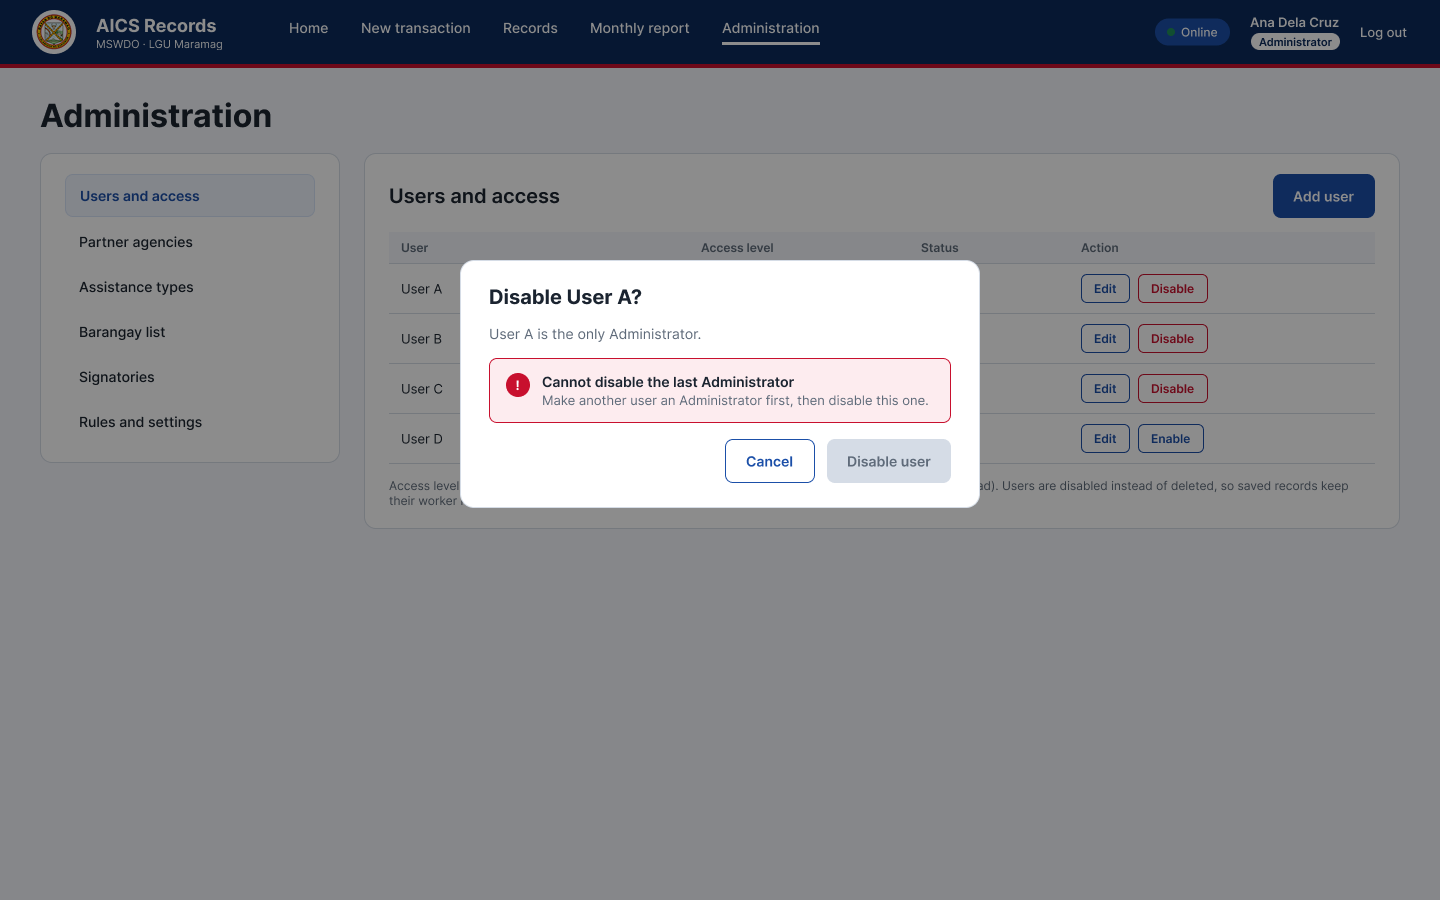 AICS Records
MSWDO · LGU Maramag
Home
New transaction
Records
Monthly report
Administration
Online
Ana Dela Cruz
Administrator
Log out
Administration
Users and access
Partner agencies
Assistance types
Barangay list
Signatories
Rules and settings
Users and access
Add user
User
Access level
Status
Action
User A
Edit
Disable
User B
Edit
Disable
User C
Edit
Disable
User D
Edit
Enable
Access level
Users are disabled instead of deleted, so saved records keep
their worker
Disable User A?
User A is the only Administrator.
!
Cannot disable the last Administrator
Make another user an Administrator first, then disable this one.
Cancel
Disable user